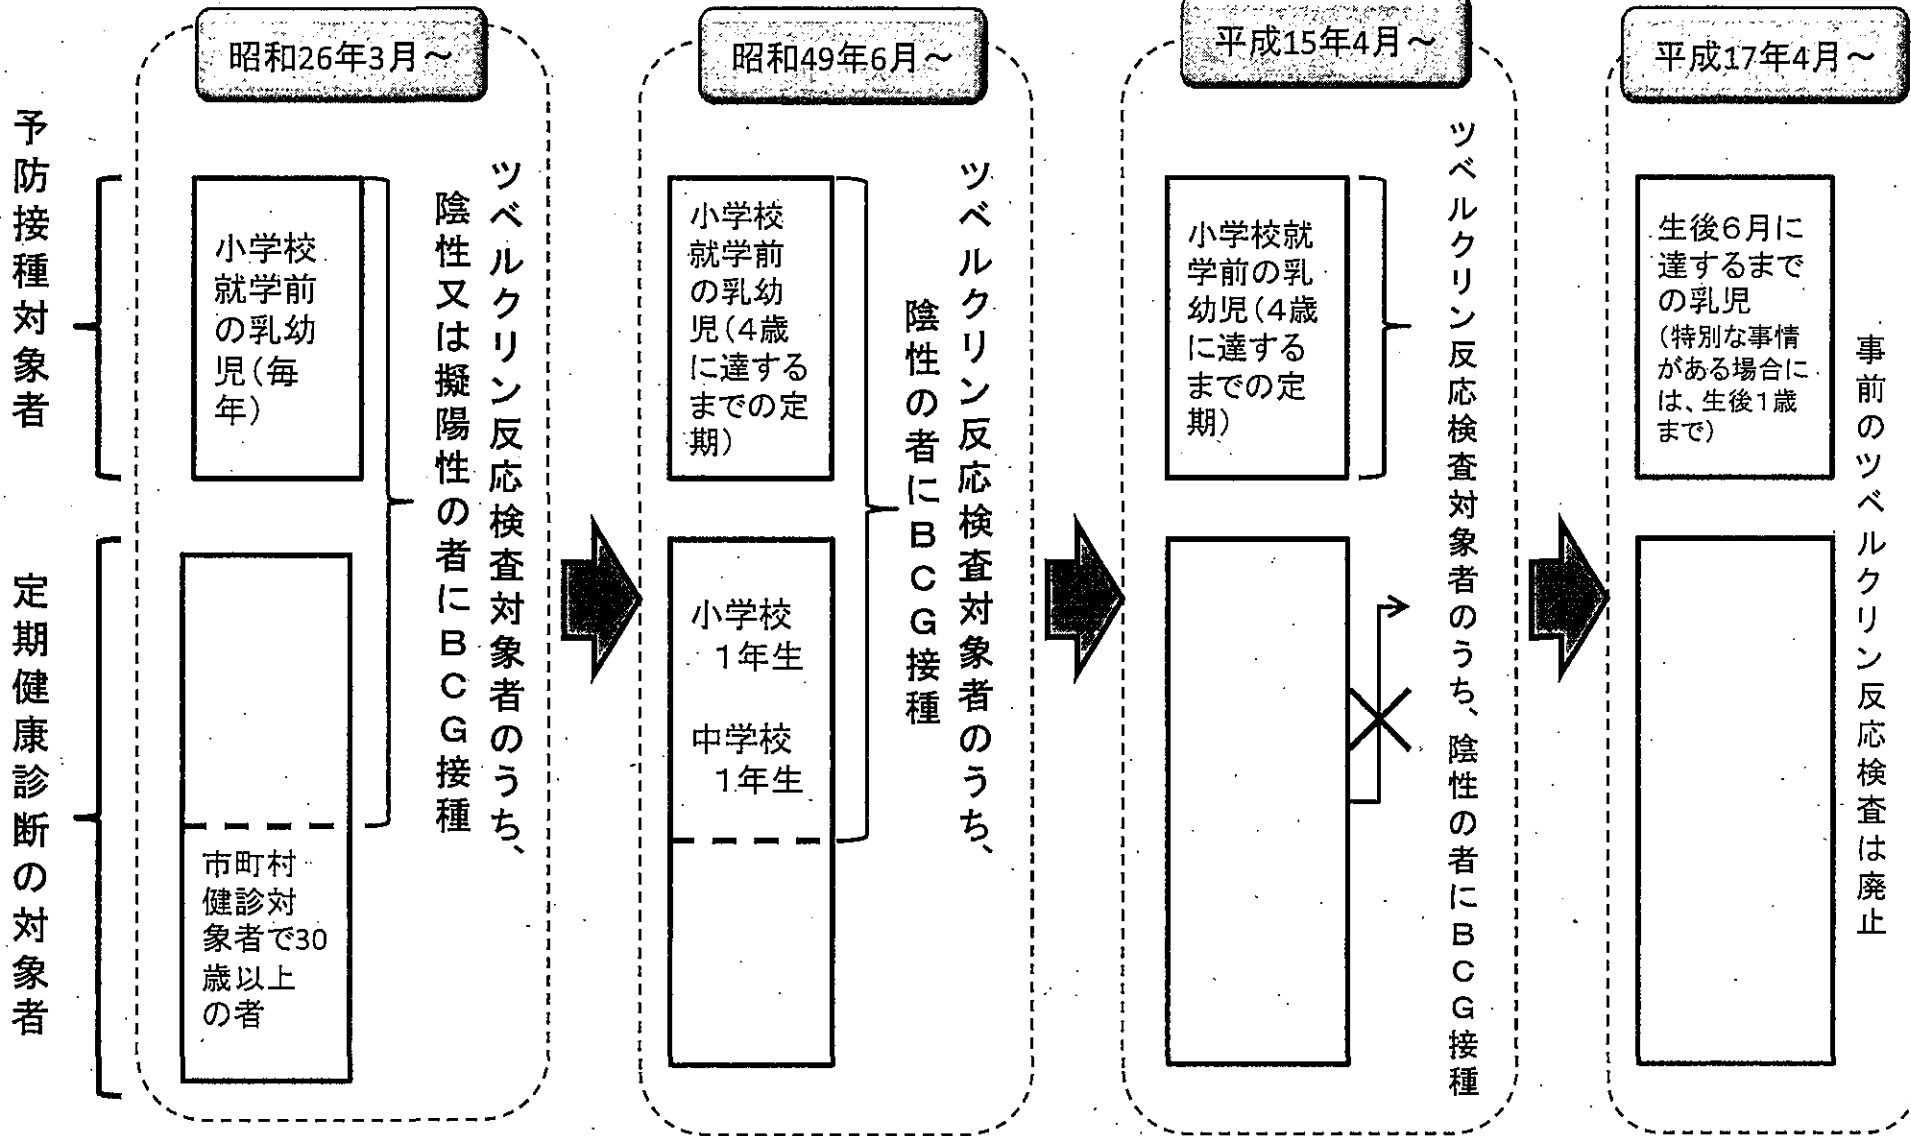 予防接種対象者
定期健康診断の対象者
昭和26年3月～
小学校
就学前
の乳幼
児(毎
年)
市町村
健診対
象者で30
歳以上
の者
ツベルクリン反応検査対象者のうち、
陰性又は擬陽性の者にBCG接種
昭和49年6月～
小学校
就学前
の乳幼
児(4歳
に達する
までの定
期)
小学校
1年生
中学校
1年生
ツベルクリン反応検査対象者のうち、
陰性の者にBCG接種
平成15年4月～
小学校就
学前の乳
幼児(4歳
に達する
までの定
期)
ツベルクリン反応検査対象者のうち、陰性の者にBCG接種
平成17年4月～
生後6月に
達するまで
の乳児
(特別な事情
がある場合に
は、生後1歳
まで)
事前のツベルクリン反応検査は廃止